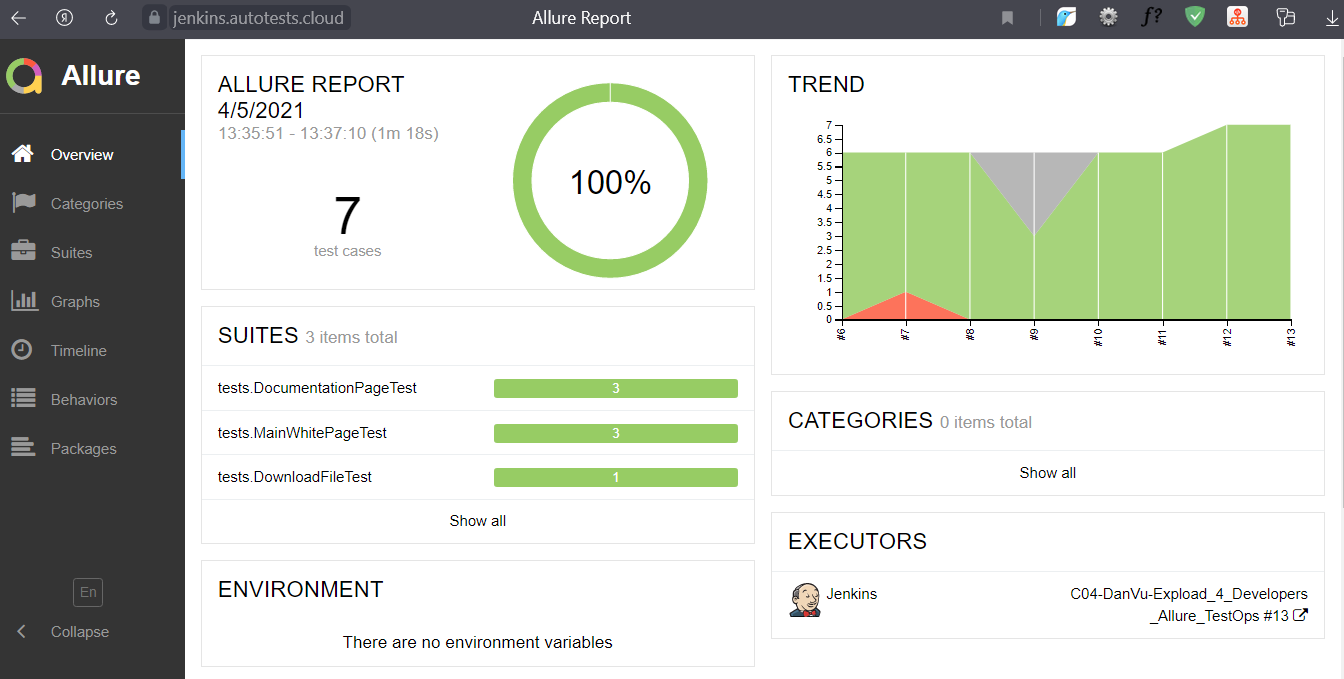 jenkins.autotests.cloud
Allure Report
Allure
Overview
Categories
Suites
Graphs
Timeline
Behaviors
Packages
En
Collapse
ALLURE REPORT
4/5/2021
13:35:51 - 13:37:10 (1m 18s)
7
test cases
100%
SUITES 3 items total
tests.DocumentationPageTest 3
tests.MainWhitePageTest 3
tests.DownloadFileTest 1
Show all
ENVIRONMENT
There are no environment variables
TREND
7
6.5
6
5.5
5
4.5
4
3.5
3
2.5
2
1.5
1
0.5
0
#6 #7 #8 #9 #10 #11 #12 #13
CATEGORIES 0 items total
Show all
EXECUTORS
Jenkins C04-DanVu-Expload_4_Developers
_Allure_TestOps #13